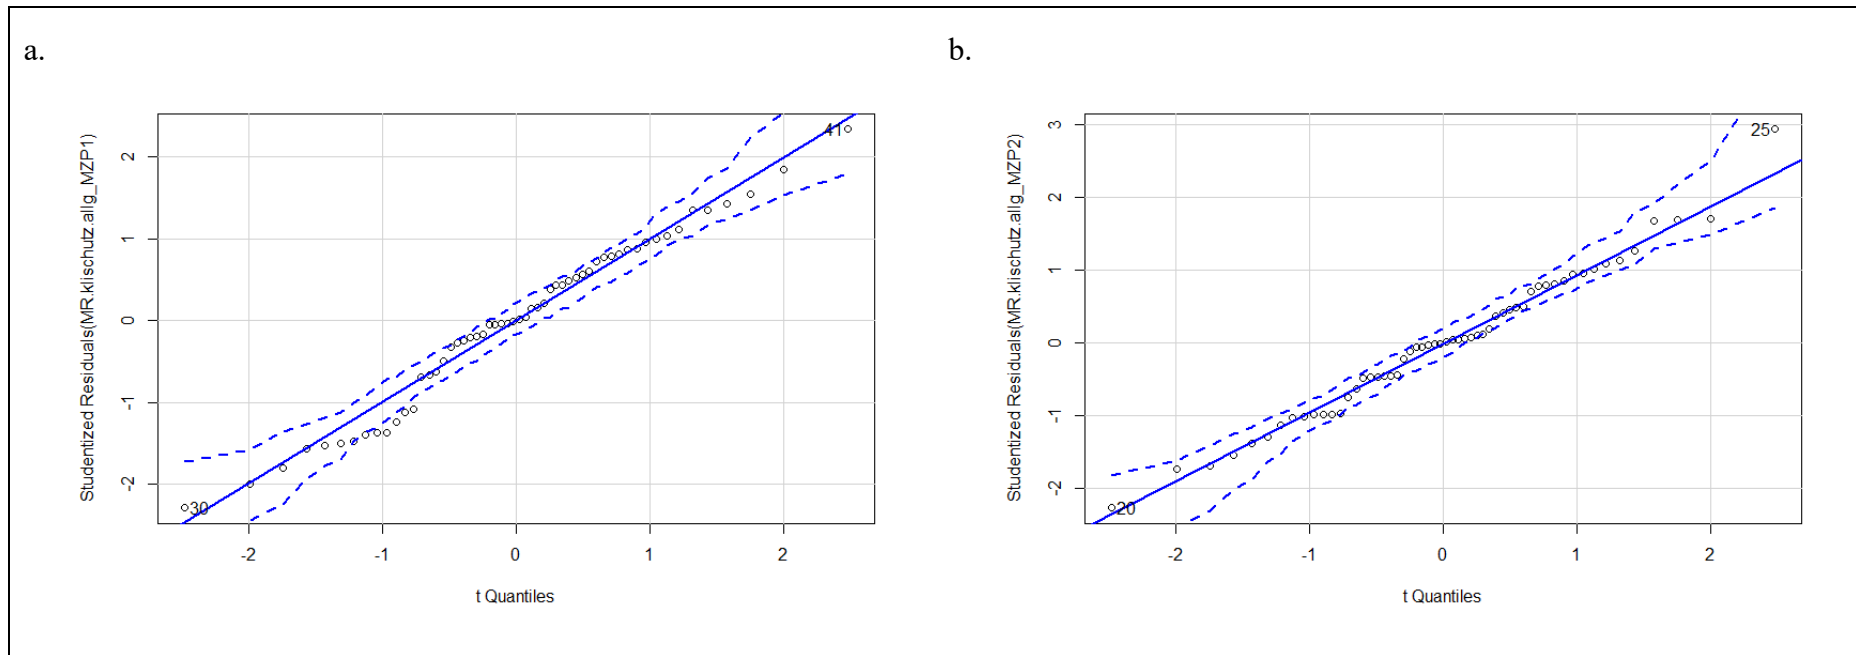 a.
Studentized Residuals(MR.klischutz.allg_MZP1)
2
1
0
-1
-2
41
30
-2 -1 0 1 2
t Quantiles
b.
Studentized Residuals(MR.klischutz.allg_MZP2)
3
2
1
0
-1
-2
25
20
-2 -1 0 1 2
t Quantiles